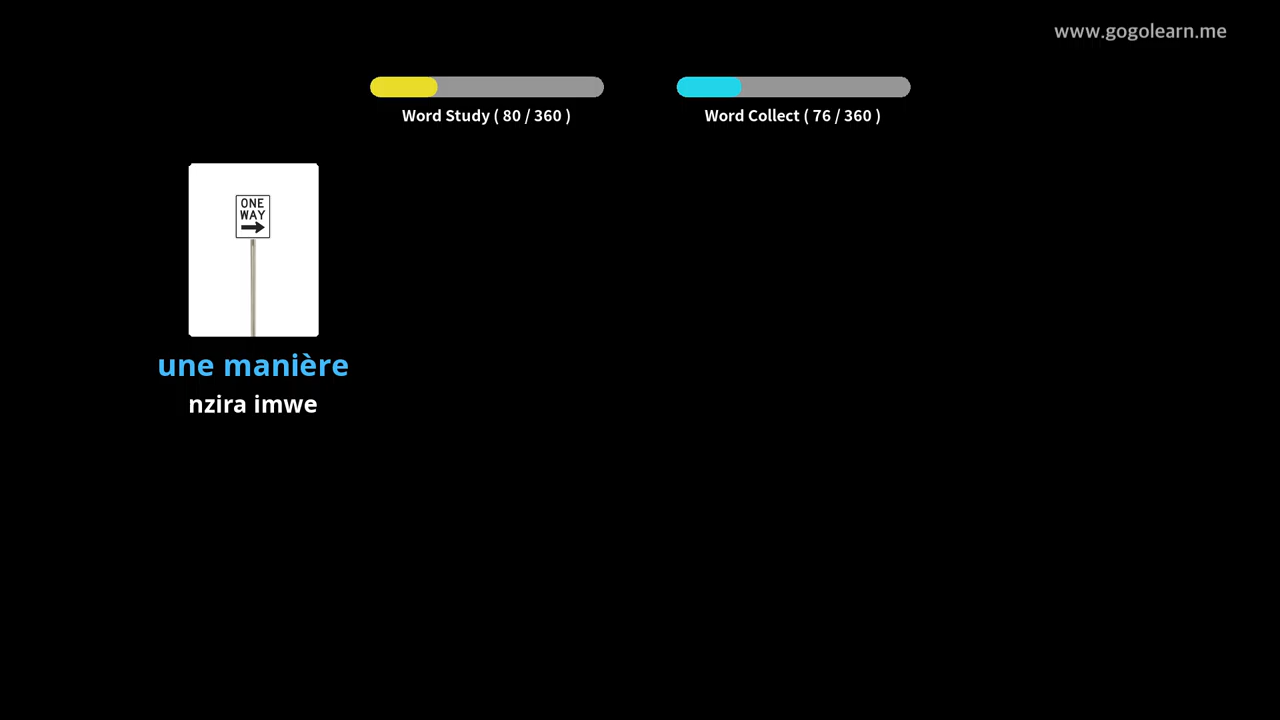 www.gogolearn.me
Word Study ( 80 / 360 )
Word Collect ( 76 / 360 )
ONE
WAY
une manière
nzira imwe